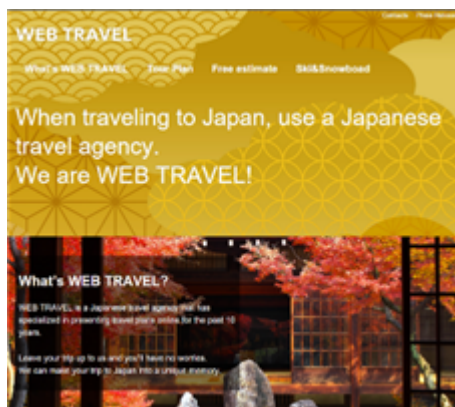 Contacts
WEB TRAVEL
What's WEB TRAVEL Tour Plan Free estimate Ski&Snowboard
When traveling to Japan, use a Japanese
travel agency.
We are WEB TRAVEL!
What's WEB TRAVEL?
WEB TRAVEL is a Japanese travel agency that has
specialized in presenting travel place online for the past 10
years.
Leave your trip up to us and you'll have no worries.
We can make your trip to Japan into a unique memory.